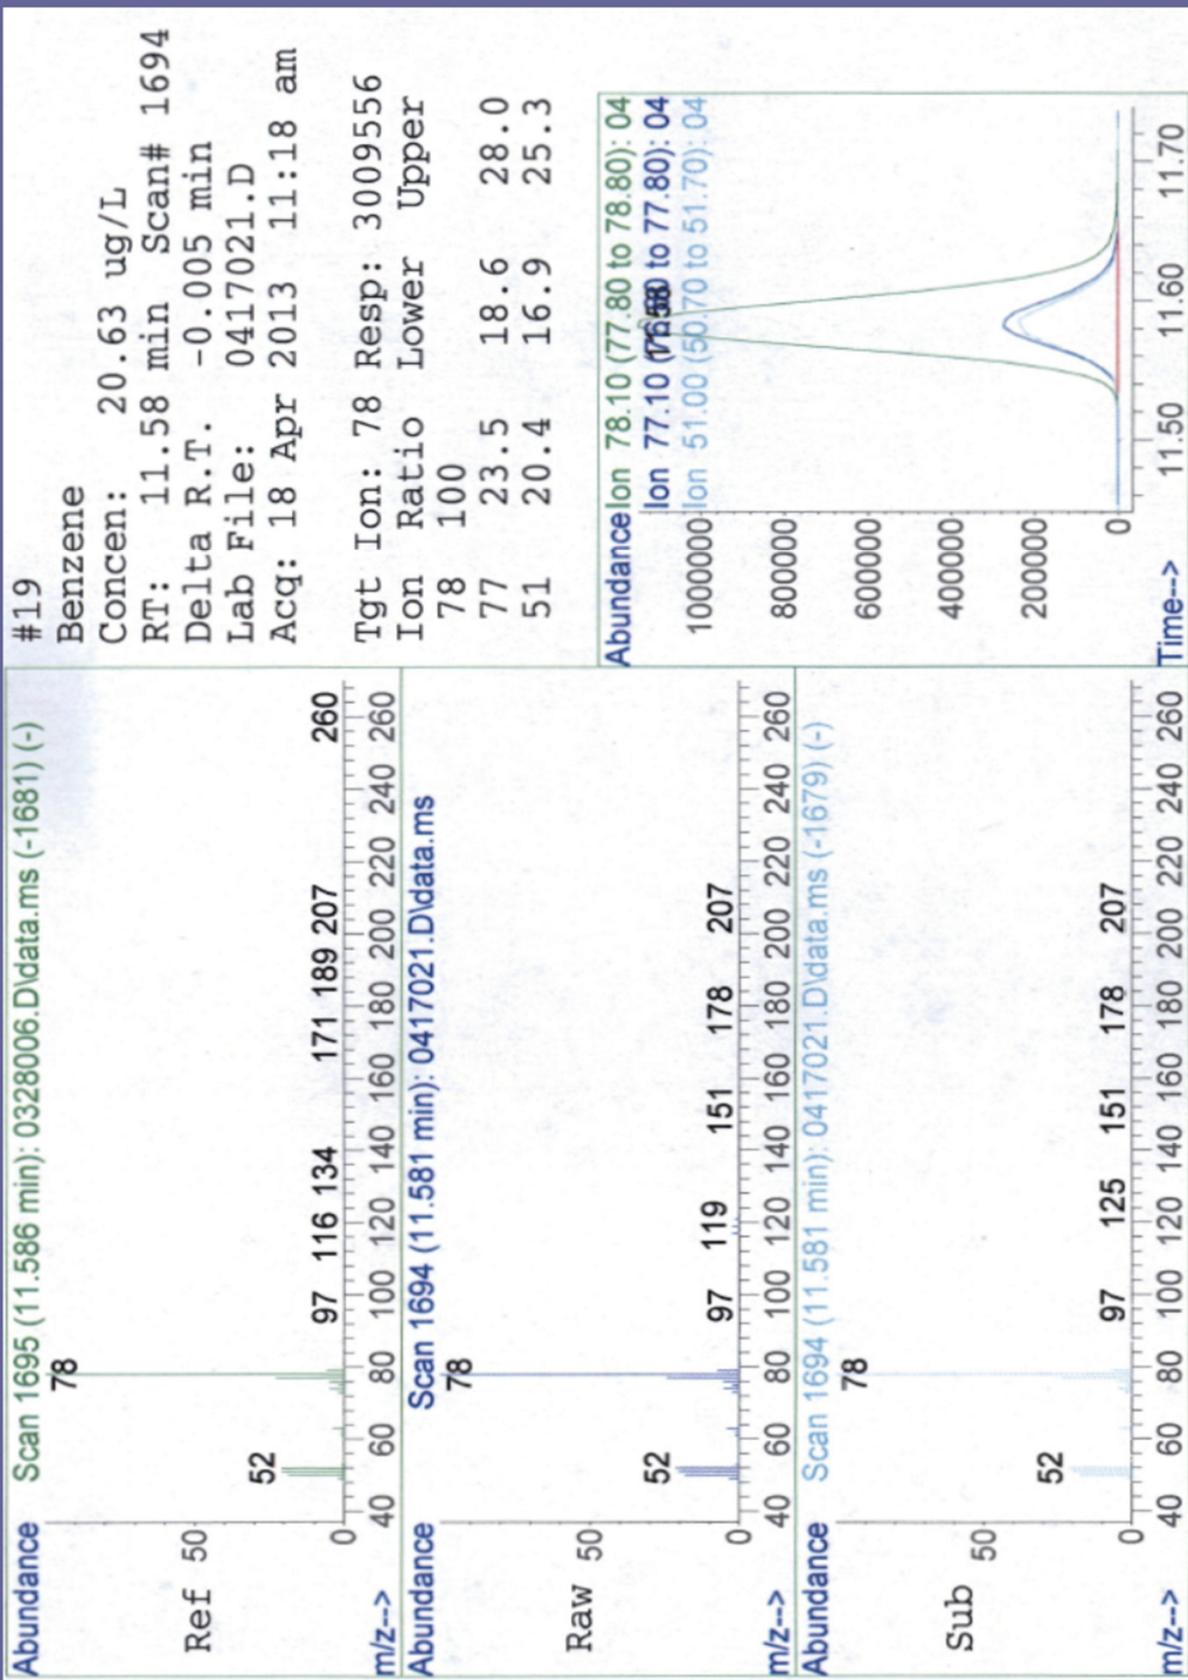 Abundance Scan 1695 (11.586 min): 0328006.D\data.ms (-1681) (-)
78
Ref 50
52
97 116 134 171 189 207 260
0
40 60 80 100 120 140 160 180 200 220 240 260
m/z-->
Abundance Scan 1694 (11.581 min): 0417021.D\data.ms
78
Raw 50
52
97 119 151 178 207
0
40 60 80 100 120 140 160 180 200 220 240 260
m/z-->
Abundance Scan 1694 (11.581 min): 0417021.D\data.ms (-1679) (-)
78
Sub 50
52
97 125 151 178 207
0
40 60 80 100 120 140 160 180 200 220 240 260
m/z-->
#19
Benzene
Concen: 20.63 ug/L
RT: 11.58 min Scan# 1694
Delta R.T. -0.005 min
Lab File: 0417021.D
Acq: 18 Apr 2013 11:18 am
Tgt Ion: 78 Resp: 3009556
Ion Ratio Lower Upper
78 100
77 23.5 18.6 28.0
51 20.4 16.9 25.3
Abundance Ion 78.10 (77.80 to 78.80): 04
Ion 77.10 to 77.80): 04
Ion 51.00 (50.70 to 51.70): 04
1000000
800000
600000
400000
200000
0
11.50 11.60 11.70
Time-->